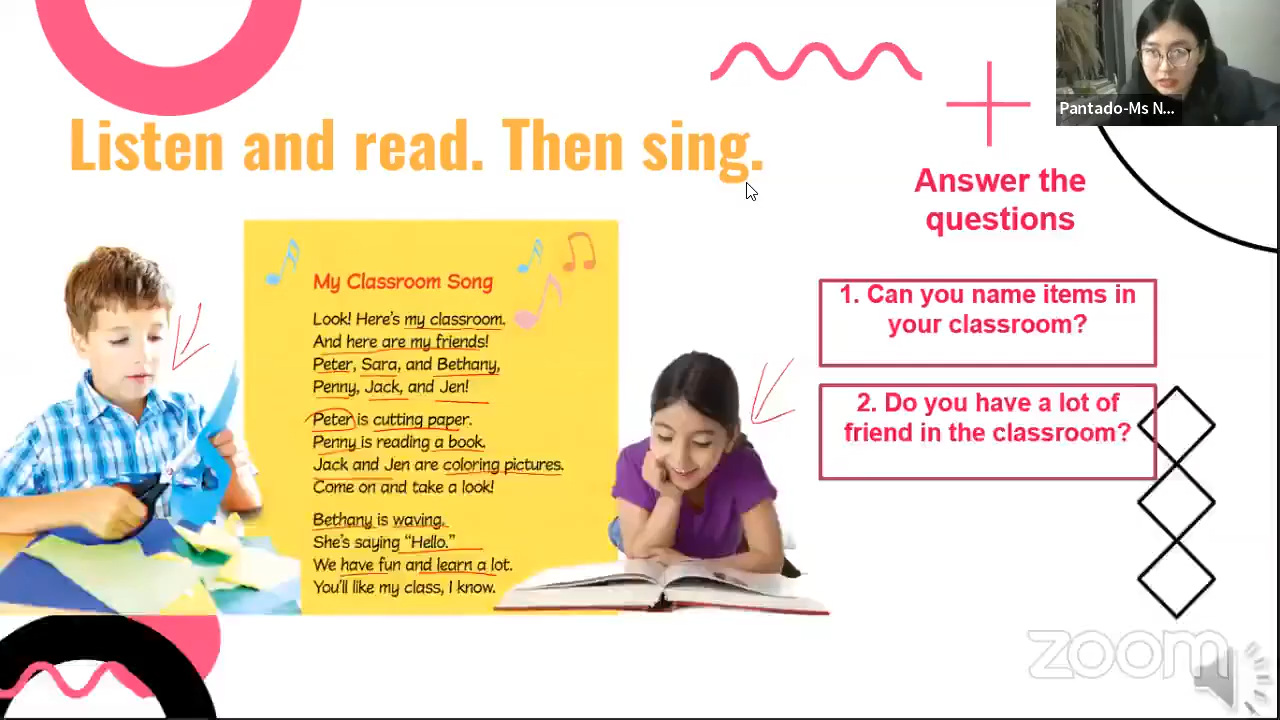 Pantado-Ms N...
Listen and read. Then sing.
Answer the
questions
My Classroom Song
Look! Here's my classroom.
And here are my friends!
Peter, Sara, and Bethany,
Penny, Jack, and Jen!
Peter is cutting paper.
Penny is reading a book.
Jack and Jen are coloring pictures.
Come on and take a look!
Bethany is waving.
She's saying "Hello."
We have fun and learn a lot.
You'll like my class, I know.
1. Can you name items in
your classroom?
2. Do you have a lot of
friend in the classroom?
zoom